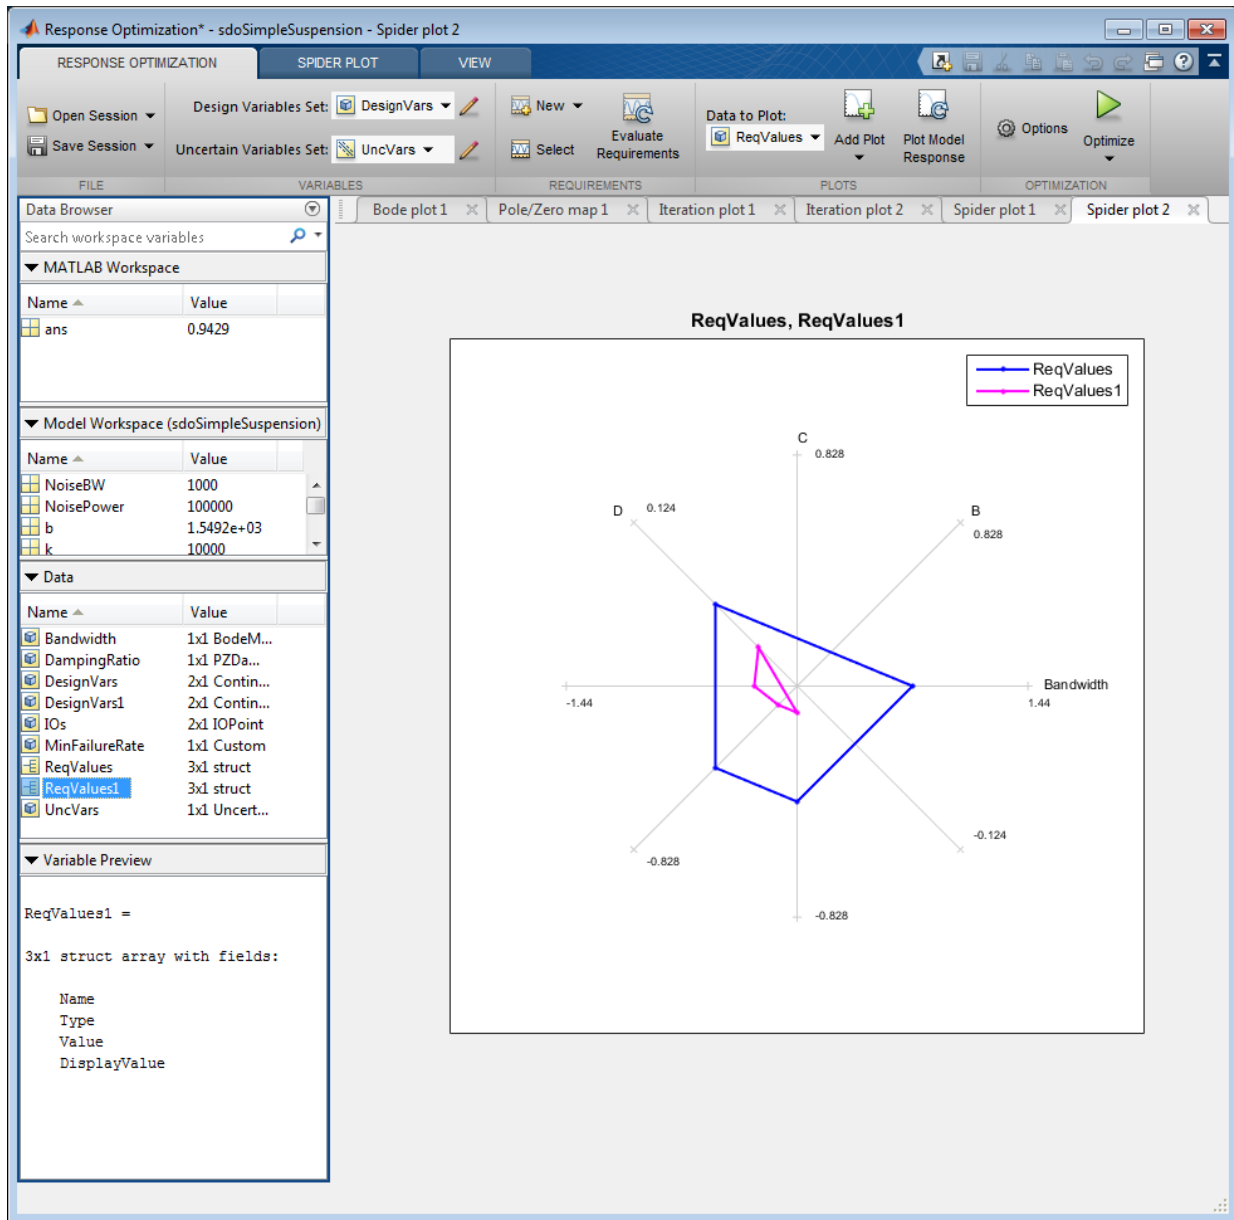 Response Optimization* - sdoSimpleSuspension - Spider plot 2
RESPONSE OPTIMIZATION SPIDER PLOT VIEW
Open Session
Save Session
FILE
Design Variables Set: DesignVars
Uncertain Variables Set: UncVars
VARIABLES
New
Select
Evaluate
Requirements
REQUIREMENTS
Data to Plot:
ReqValues
Add Plot
Plot Model
Response
PLOTS
Options
Optimize
OPTIMIZATION
Data Browser
Search workspace variables
MATLAB Workspace
Name Value
ans 0.9429
Model Workspace (sdoSimpleSuspension)
Name Value
NoiseBW 1000
NoisePower 100000
b 1.5492e+03
k 10000
Data
Name Value
Bandwidth 1x1 BodeM...
DampingRatio 1x1 PZDa...
DesignVars 2x1 Contin...
DesignVars1 2x1 Contin...
IOs 2x1 IOPoint
MinFailureRate 1x1 Custom
ReqValues 3x1 struct
ReqValues1 3x1 struct
UncVars 1x1 Uncert...
Variable Preview
ReqValues1 =
3x1 struct array with fields:
Name
Type
Value
DisplayValue
Bode plot 1 Pole/Zero map 1 Iteration plot 1 Iteration plot 2 Spider plot 1 Spider plot 2
ReqValues, ReqValues1
ReqValues
ReqValues1
C
0.828
D 0.124
B
0.828
-1.44
Bandwidth
1.44
-0.124
-0.828
-0.828